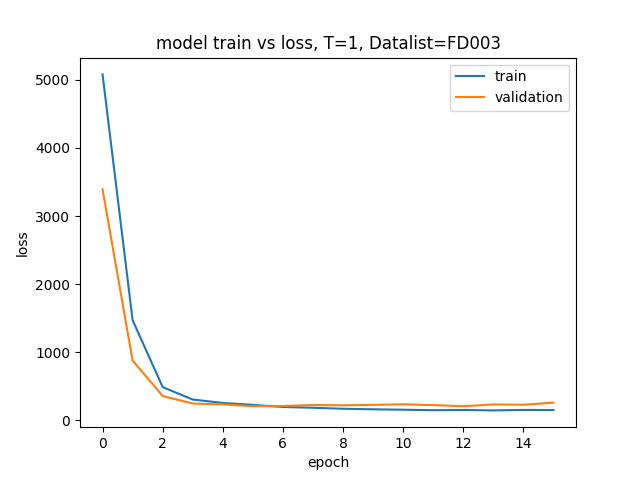 model train vs loss, T=1, Datalist=FD003
train
validation
5000
4000
3000
2000
1000
0
loss
0 2 4 6 8 10 12 14
epoch